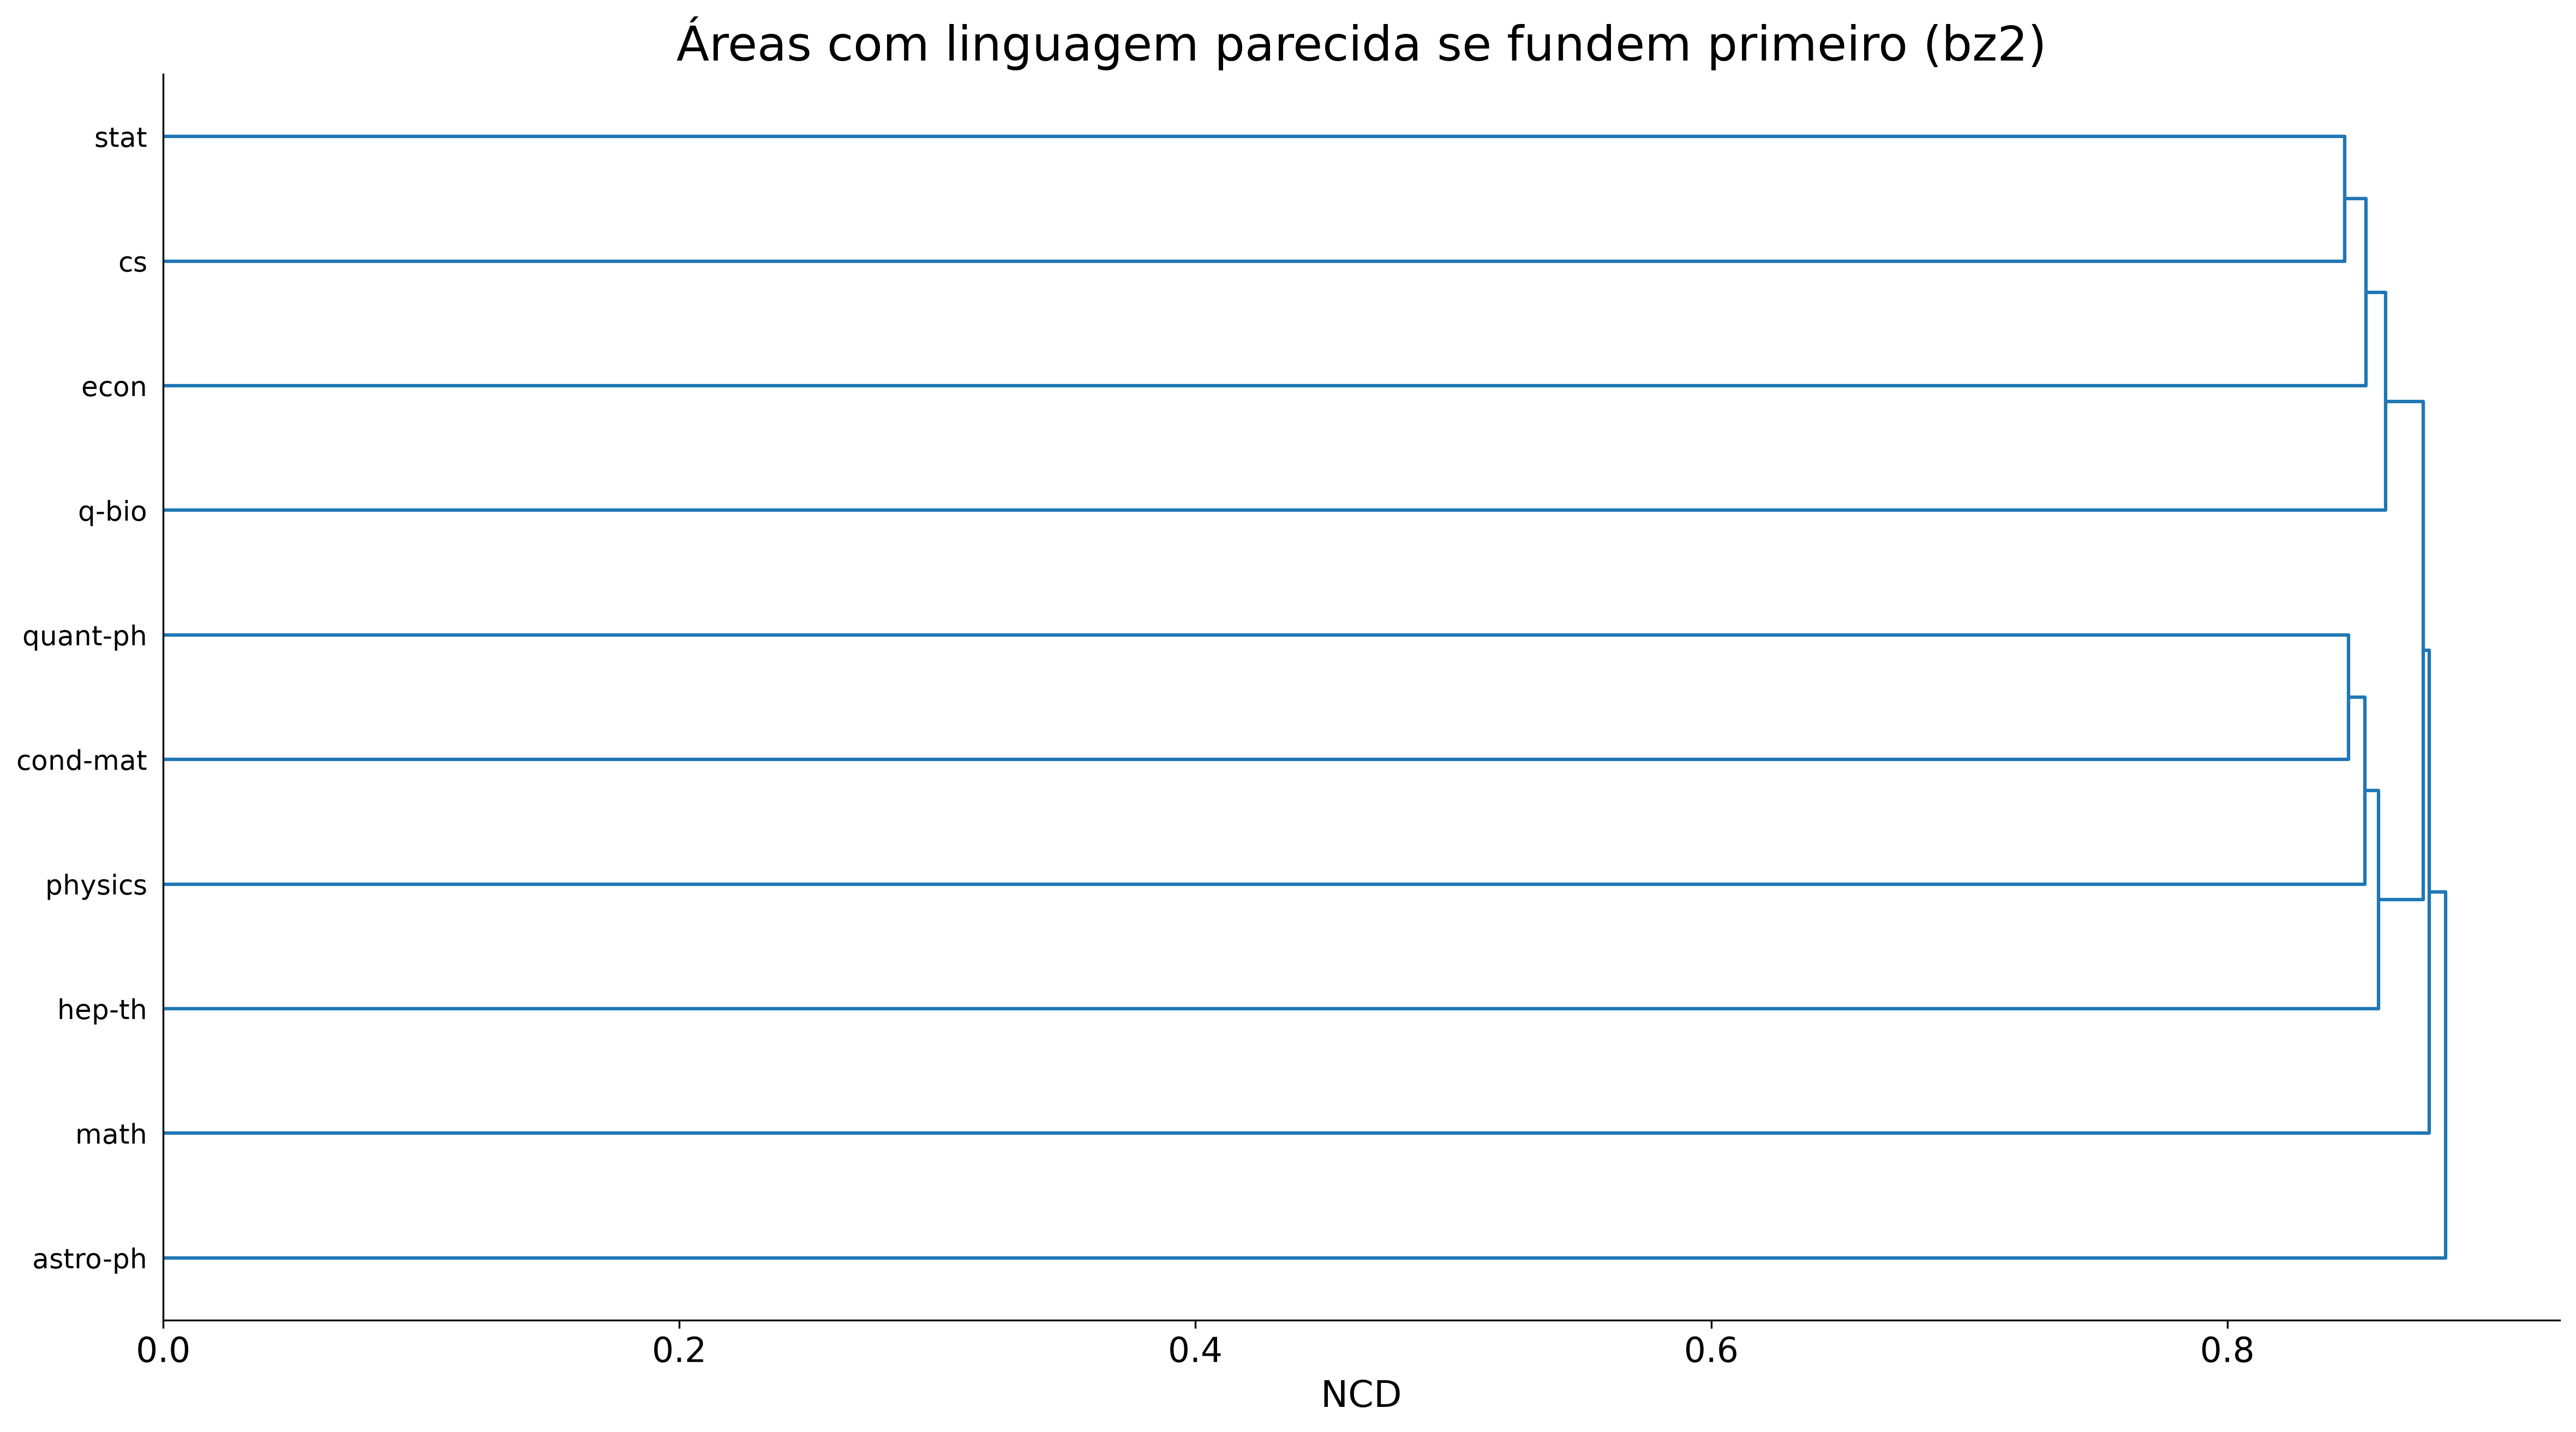 Áreas com linguagem parecida se fundem primeiro (bz2)
stat
cs
econ
q-bio
quant-ph
cond-mat
physics
hep-th
math
astro-ph
0.0 0.2 0.4 0.6 0.8
NCD